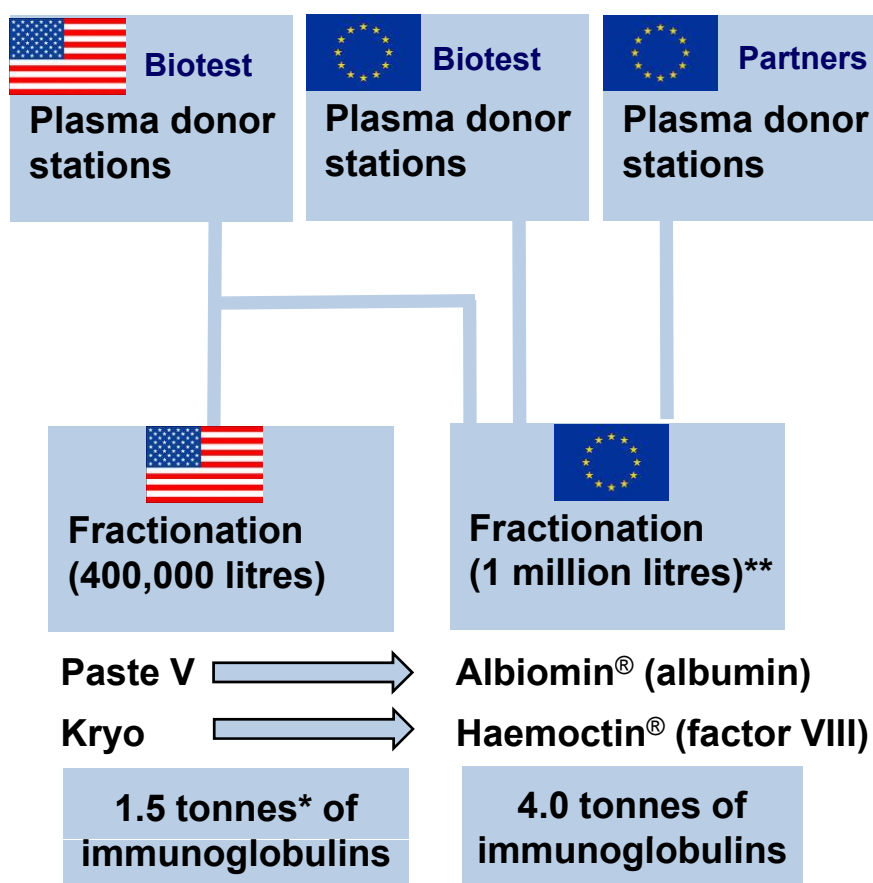 Biotest
Plasma donor
stations
Biotest
Plasma donor
stations
Partners
Plasma donor
stations
Fractionation
(400,000 litres)
Fractionation
(1 million litres)**
Paste V
Albiomin® (albumin)
Kryo
Haemoctin® (factor VIII)
1.5 tonnes* of
immunoglobulins
4.0 tonnes of
immunoglobulins